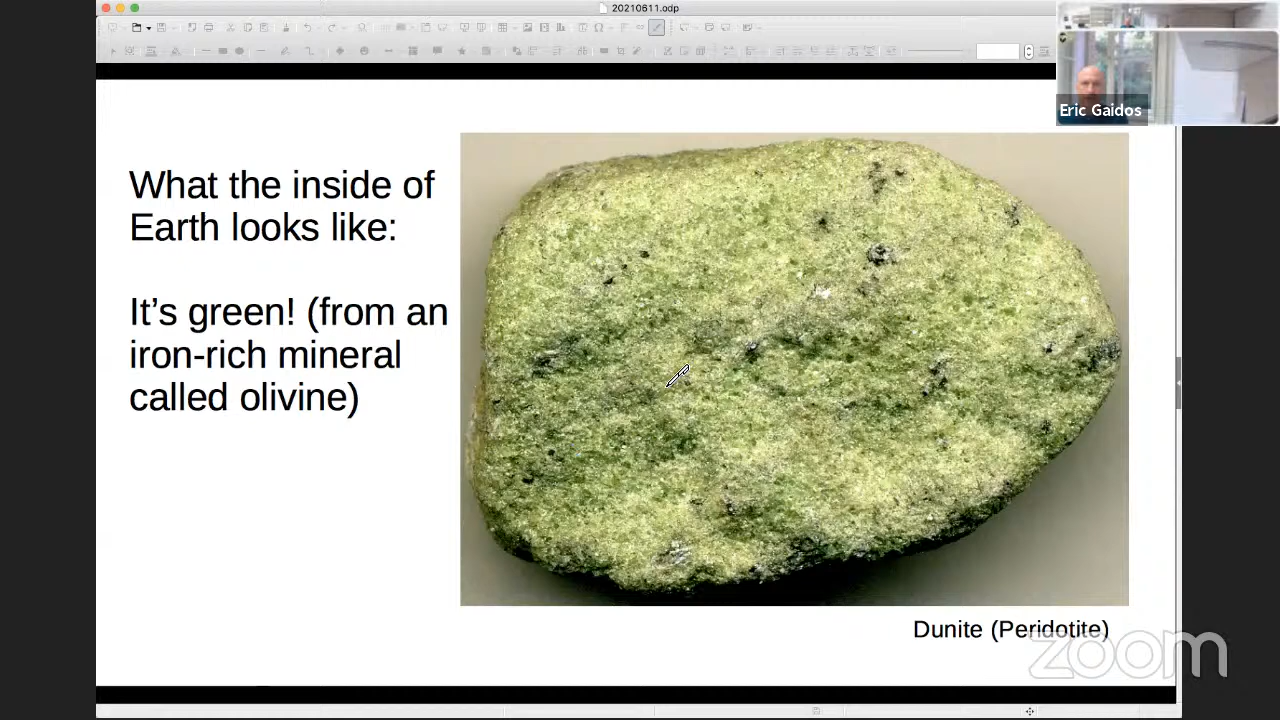 20210611.odp
Eric Gaidos
What the inside of
Earth looks like:
It’s green! (from an
iron-rich mineral
called olivine)
Dunite (Peridotite)
zoom